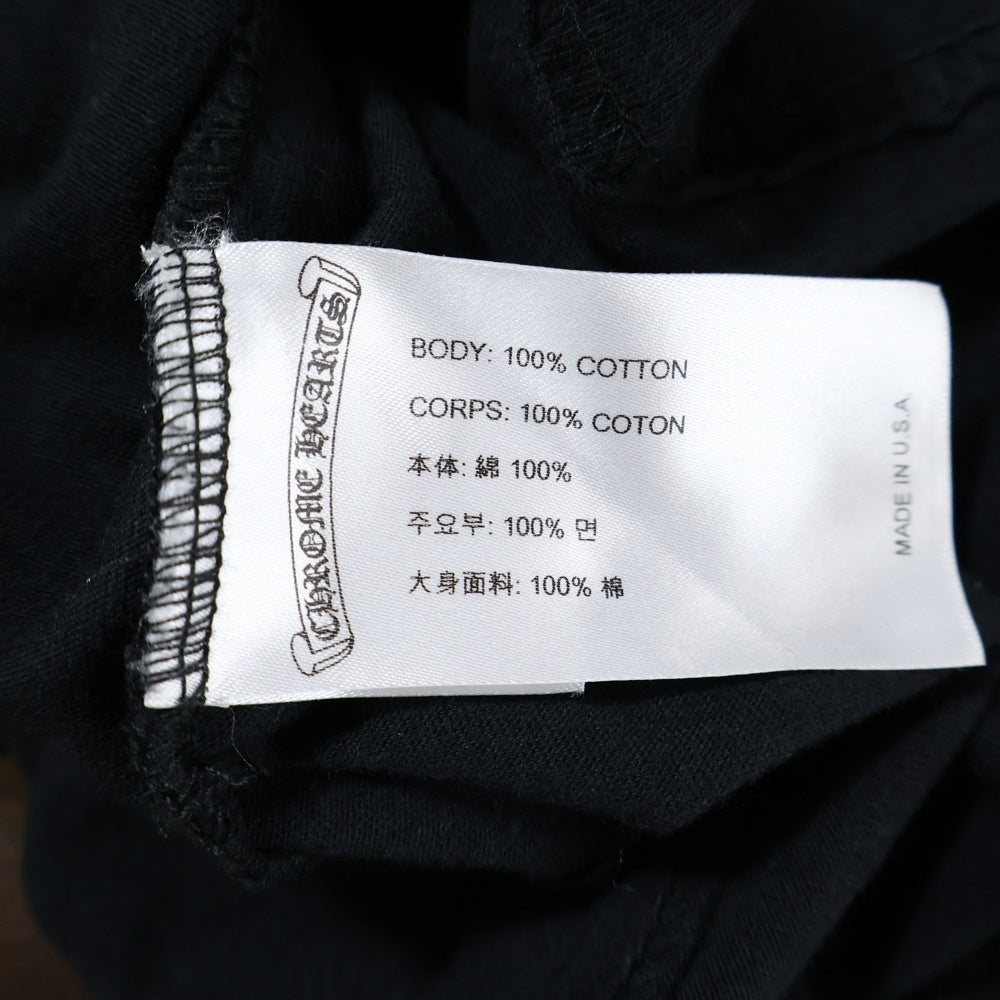 CHROME HEARTS
BODY: 100% COTTON
CORPS: 100% COTON
本体: 綿 100%
주요부: 100% 면
大身面料: 100% 棉
MADE IN U.S.A.